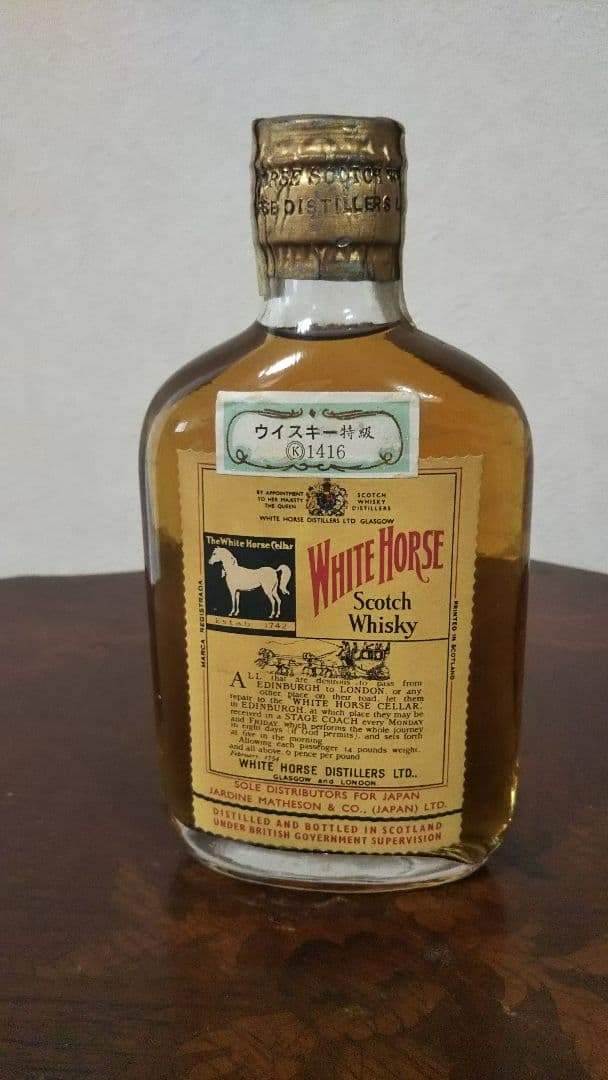 RSE SCOTCH W
SE DISTILLERS L
ウイスキー特級
Ⓚ1416
BY APPOINTMENT
TO HER MAJESTY
THE QUEEN
SCOTCH
WHISKY
DISTILLERS
WHITE HORSE DISTILLERS LTD GLASGOW
The White Horse Cellar
ESTAB. 1742
WHITE HORSE
Scotch
Whisky
MARCA REGISTRADA
PRINTED IN SCOTLAND
ALL that are desirous to pass from
EDINBURGH to LONDON, or any
other place on their road, let them
repair to the WHITE HORSE CELLAR,
in EDINBURGH, at which place they may be
received in a STAGE COACH every MONDAY
and FRIDAY, which performs the whole journey
in eight days (if God permits), and sets forth
at five in the morning.
Allowing each passenger 14 pounds weight,
and all above, 6 pence per pound
February, 1754
WHITE HORSE DISTILLERS LTD.,
GLASGOW and LONDON
SOLE DISTRIBUTORS FOR JAPAN
JARDINE MATHESON & CO., (JAPAN) LTD.
DISTILLED AND BOTTLED IN SCOTLAND
UNDER BRITISH GOVERNMENT SUPERVISION